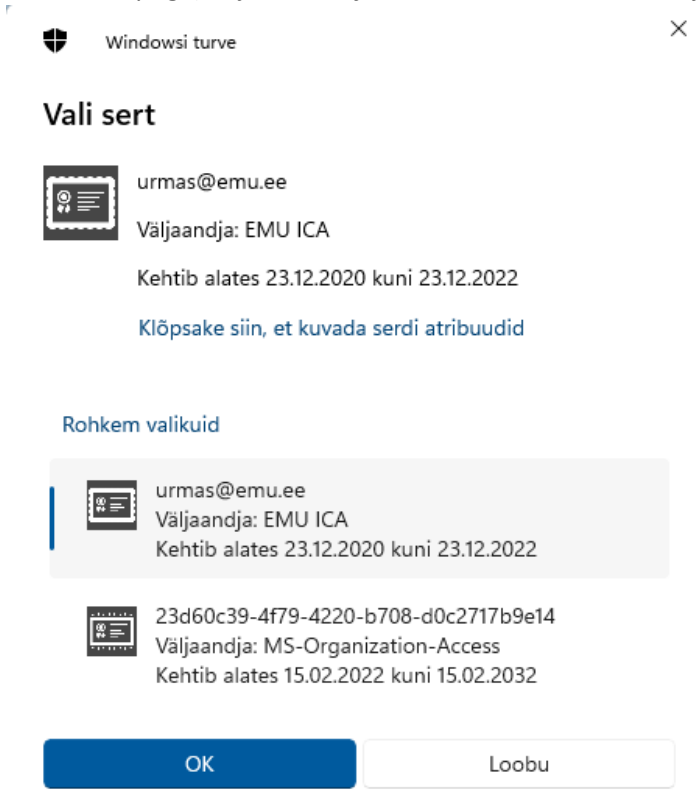 Windowsi turve
Vali sert
urmas@emu.ee
Väljaandja: EMU ICA
Kehtib alates 23.12.2020 kuni 23.12.2022
Klõpsake siin, et kuvada serdi atribuudid
Rohkem valikuid
urmas@emu.ee
Väljaandja: EMU ICA
Kehtib alates 23.12.2020 kuni 23.12.2022
23d60c39-4f79-4220-b708-d0c2717b9e14
Väljaandja: MS-Organization-Access
Kehtib alates 15.02.2022 kuni 15.02.2032
OK
Loobu